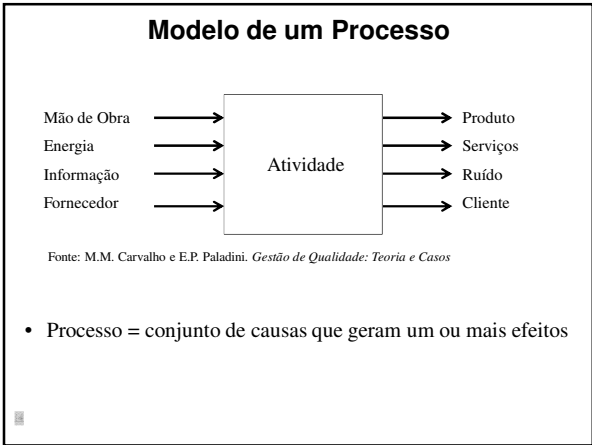 Modelo de um Processo
Mão de Obra
Energia
Informação
Fornecedor
Atividade
Produto
Serviços
Ruído
Cliente
Fonte: M.M. Carvalho e E.P. Paladini. Gestão de Qualidade: Teoria e Casos
• Processo = conjunto de causas que geram um ou mais efeitos